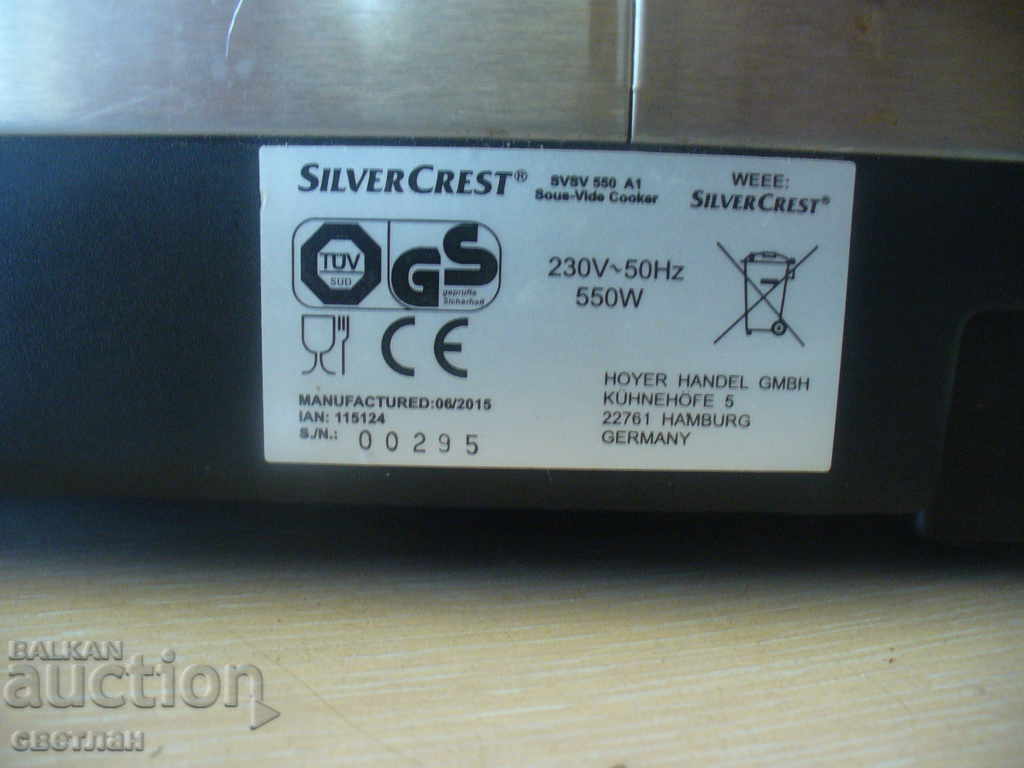 SILVERCREST®
SVSV 550 A1
Sous-Vide Cooker
WEEE:
SILVERCREST®
TÜV
SÜD
GS
geprüfte
Sicherheit
230V~50Hz
550W
CE
MANUFACTURED:06/2015
IAN: 115124
S./N.: 00295
HOYER HANDEL GMBH
KÜHNEHÖFE 5
22761 HAMBURG
GERMANY
BALKAN
auction
светлан,